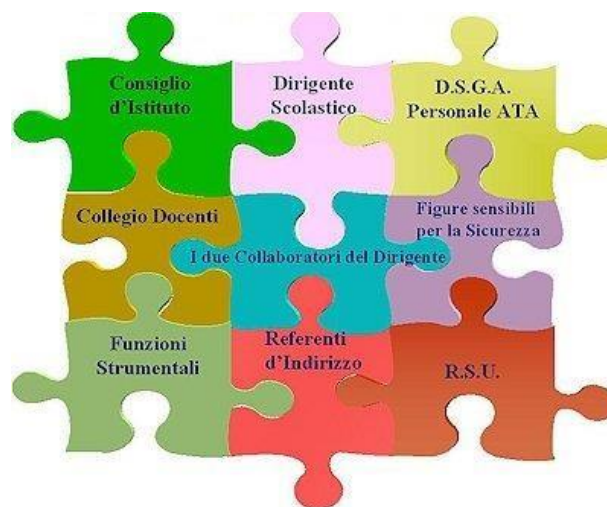 Consiglio
d'Istituto
Dirigente
Scolastico
D.S.G.A.
Personale ATA
Collegio Docenti
I due Collaboratori del Dirigente
Figure sensibili
per la Sicurezza
Funzioni
Strumentali
Referenti
d'Indirizzo
R.S.U.